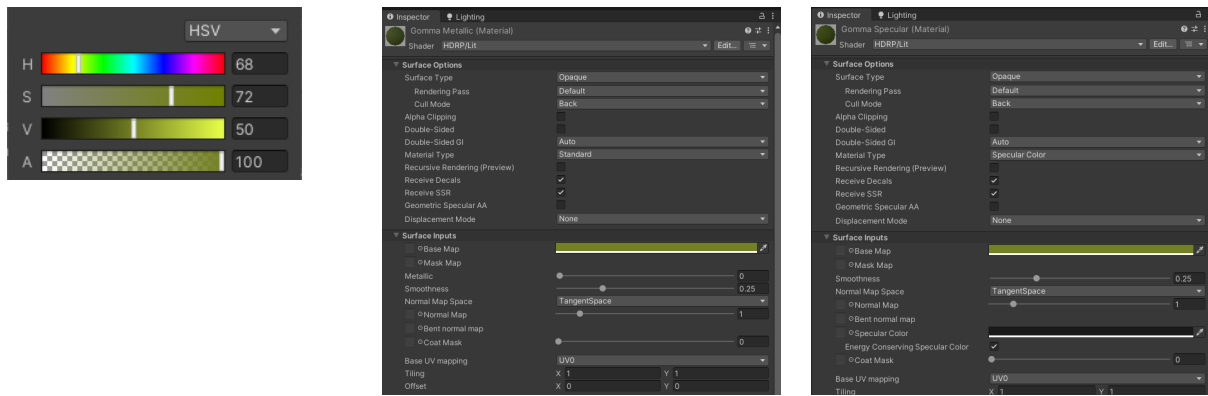 HSV
H 68
S 72
V 50
A 100
Inspector Lighting
Gomma Metallic (Material)
Shader HDRP/Lit Edit...
Surface Options
Surface Type Opaque
Rendering Pass Default
Cull Mode Back
Alpha Clipping
Double-Sided
Double-Sided GI Auto
Material Type Standard
Recursive Rendering (Preview)
Receive Decals
Receive SSR
Geometric Specular AA
Displacement Mode None
Surface Inputs
Base Map
Mask Map
Metallic 0
Smoothness 0.25
Normal Map Space TangentSpace
Normal Map 1
Bent normal map
Coat Mask 0
Base UV mapping UV0
Tiling X 1 Y 1
Offset X 0 Y 0
Inspector Lighting
Gomma Specular (Material)
Shader HDRP/Lit Edit...
Surface Options
Surface Type Opaque
Rendering Pass Default
Cull Mode Back
Alpha Clipping
Double-Sided
Double-Sided GI Auto
Material Type Specular Color
Recursive Rendering (Preview)
Receive Decals
Receive SSR
Geometric Specular AA
Displacement Mode None
Surface Inputs
Base Map
Mask Map
Smoothness 0.25
Normal Map Space TangentSpace
Normal Map 1
Bent normal map
Specular Color
Energy Conserving Specular Color
Coat Mask 0
Base UV mapping UV0
Tiling X 1 Y 1